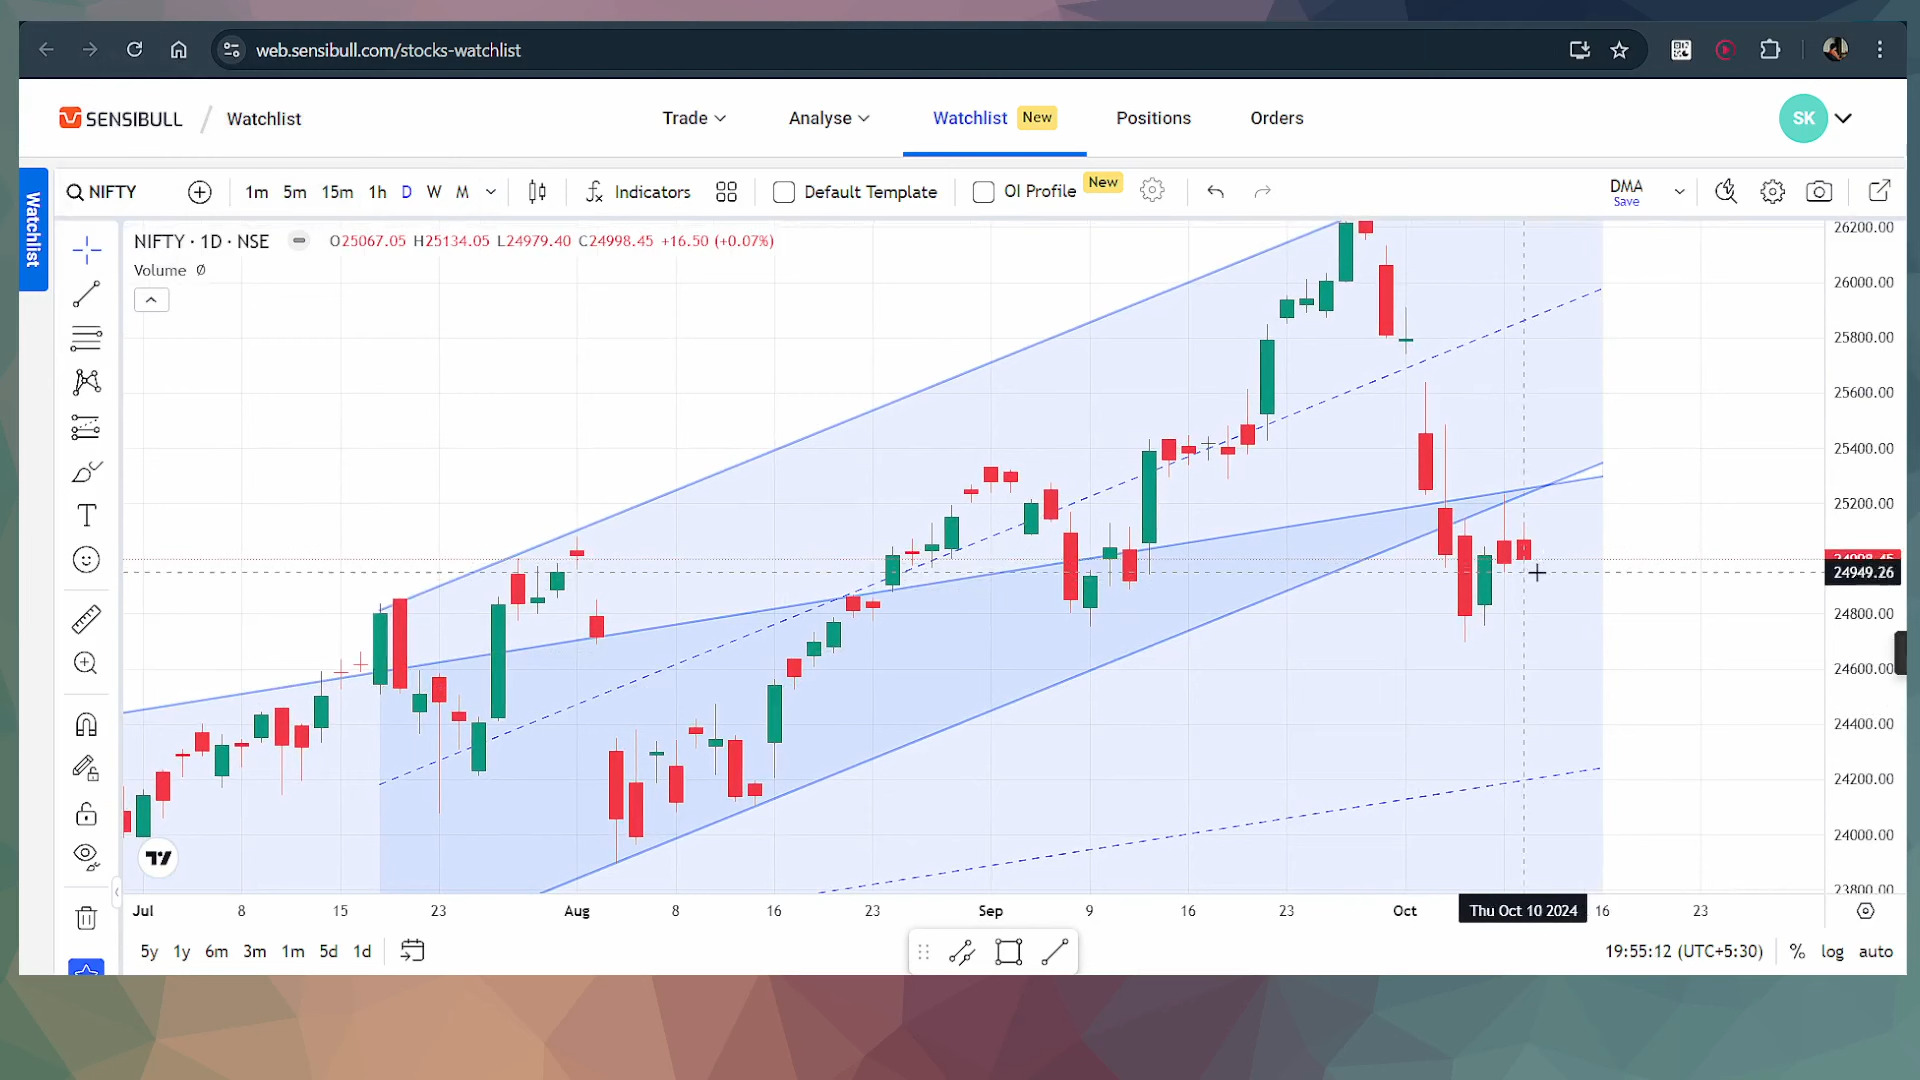 web.sensibull.com/stocks-watchlist
SENSIBULL / Watchlist
Trade
Analyse
Watchlist New
Positions
Orders
SK
Watchlist
NIFTY
1m 5m 15m 1h D W M
Indicators
Default Template
OI Profile New
DMA
Save
NIFTY · 1D · NSE O25067.05 H25134.05 L24979.40 C24998.45 +16.50 (+0.07%)
Volume Ø
26200.00
26000.00
25800.00
25600.00
25400.00
25200.00
24998.45
24949.26
24800.00
24600.00
24400.00
24200.00
24000.00
23800.00
Jul 8 15 23 Aug 8 16 23 Sep 9 16 23 Oct Thu Oct 10 2024 16 23
5y 1y 6m 3m 1m 5d 1d
19:55:12 (UTC+5:30) % log auto